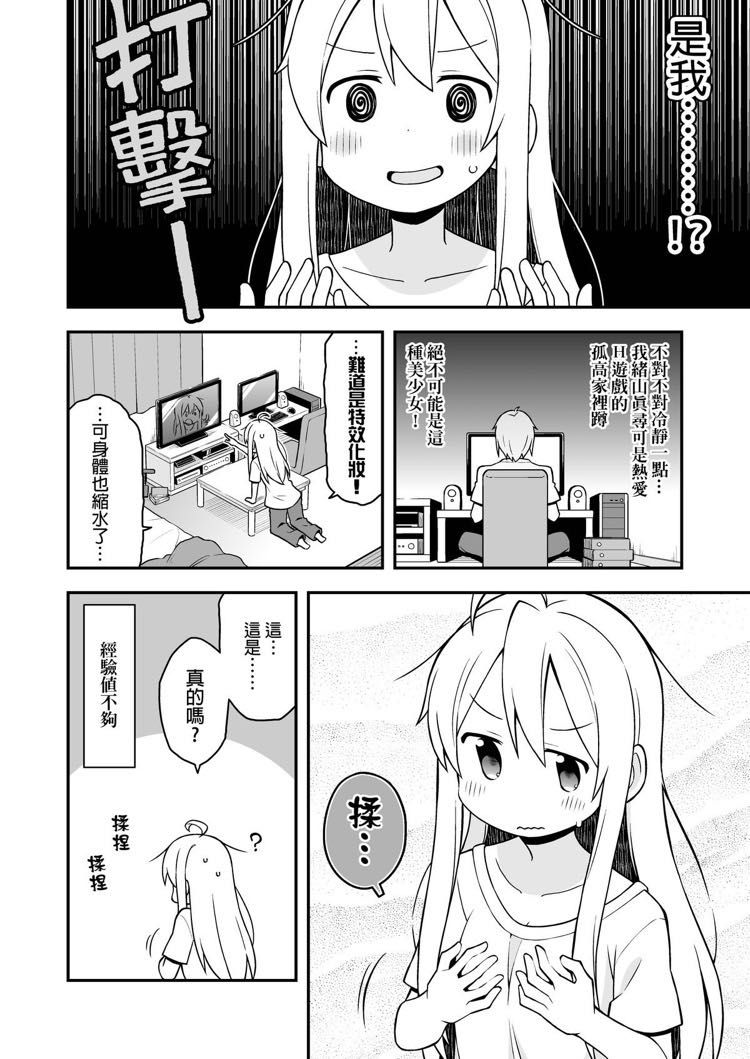 是我…………!?
打擊ー
不對不對冷靜一點…
我緒山眞尋可是熱愛
H遊戲的
孤高家裡蹲
絕不可能是這
種美少女！
…難道是特效化妝！
…可身體也縮水了…
揉…
這…
這是……
真的嗎？
經驗值不夠
?
揉捏
揉捏